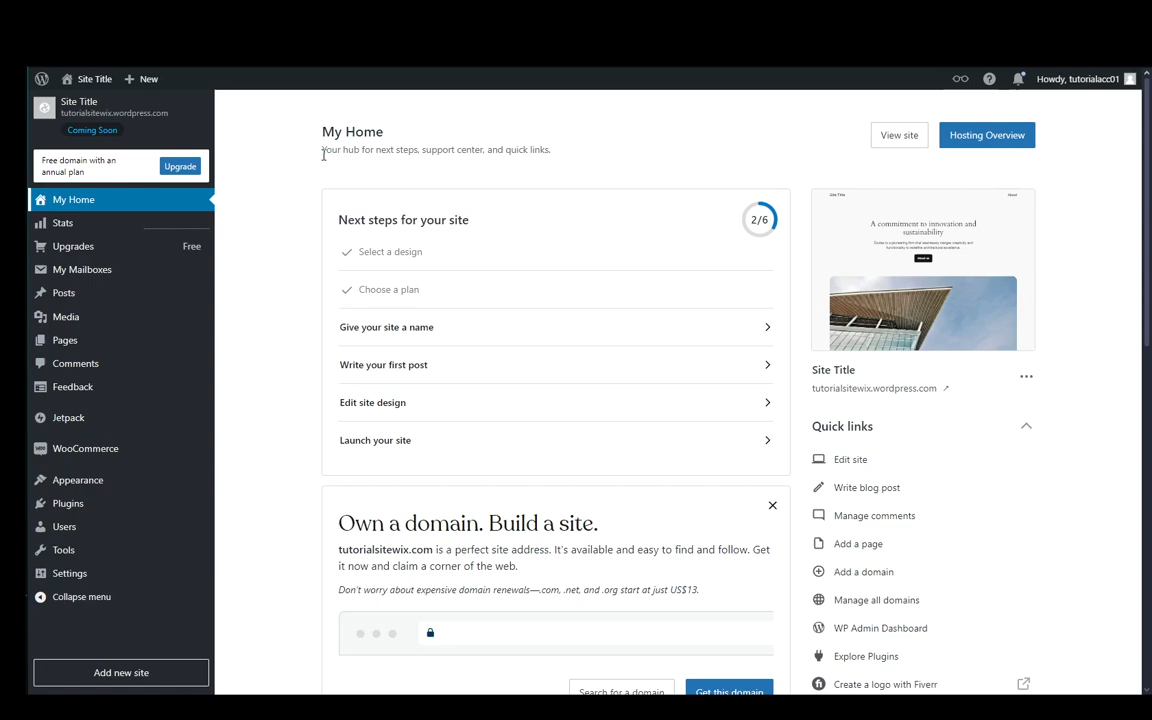 Site Title
New
Howdy, tutorialacc01
Site Title
tutorialsitewix.wordpress.com
Coming Soon
Free domain with an
annual plan
Upgrade
My Home
Stats
Upgrades
Free
My Mailboxes
Posts
Media
Pages
Comments
Feedback
Jetpack
WooCommerce
Appearance
Plugins
Users
Tools
Settings
Collapse menu
Add new site
My Home
Your hub for next steps, support center, and quick links.
View site
Hosting Overview
Next steps for your site
2/6
Select a design
Choose a plan
Give your site a name
Write your first post
Edit site design
Launch your site
Own a domain. Build a site.
tutorialsitewix.com is a perfect site address. It's available and easy to find and follow. Get
it now and claim a corner of the web.
Don't worry about expensive domain renewals—.com, .net, and .org start at just US$13.
Search for a domain
Get this domain
Site Title
About
A commitment to innovation and
sustainability
About us
Site Title
tutorialsitewix.wordpress.com ↗
Quick links
Edit site
Write blog post
Manage comments
Add a page
Add a domain
Manage all domains
WP Admin Dashboard
Explore Plugins
Create a logo with Fiverr